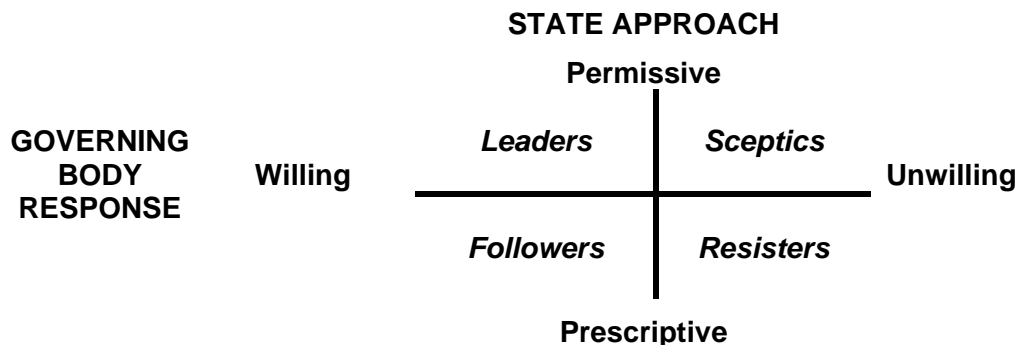 STATE APPROACH
Permissive
GOVERNING
BODY
RESPONSE
Willing
Leaders
Sceptics
Unwilling
Followers
Resisters
Prescriptive